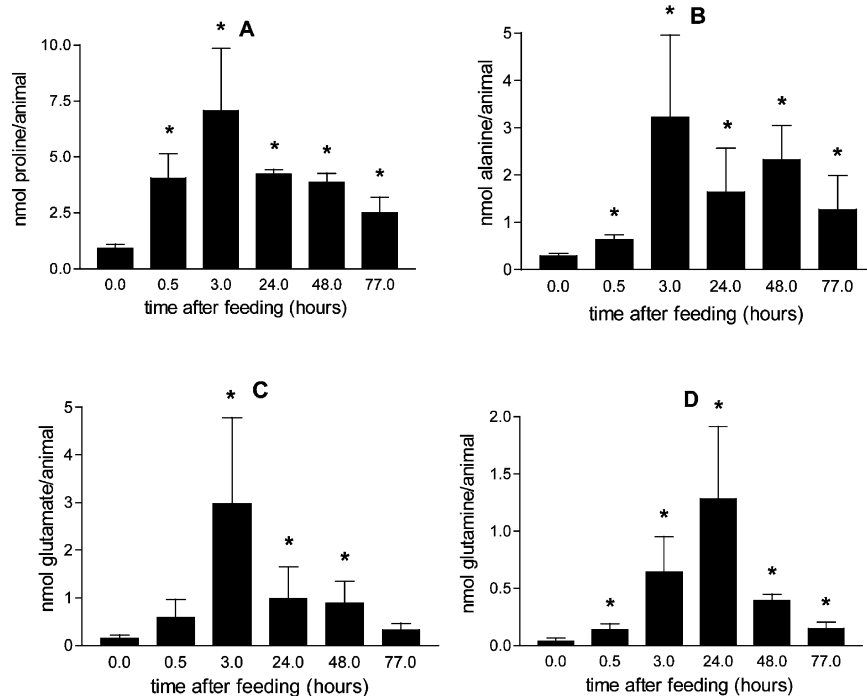 A
nmol proline/animal
10.0
7.5
5.0
2.5
0.0
* * * * *
0.0 0.5 3.0 24.0 48.0 77.0
time after feeding (hours)
B
nmol alanine/animal
5
4
3
2
1
0
* * * * *
0.0 0.5 3.0 24.0 48.0 77.0
time after feeding (hours)
C
nmol glutamate/animal
5
4
3
2
1
0
* * *
0.0 0.5 3.0 24.0 48.0 77.0
time after feeding (hours)
D
nmol glutamine/animal
2.0
1.5
1.0
0.5
0.0
* * * * *
0.0 0.5 3.0 24.0 48.0 77.0
time after feeding (hours)